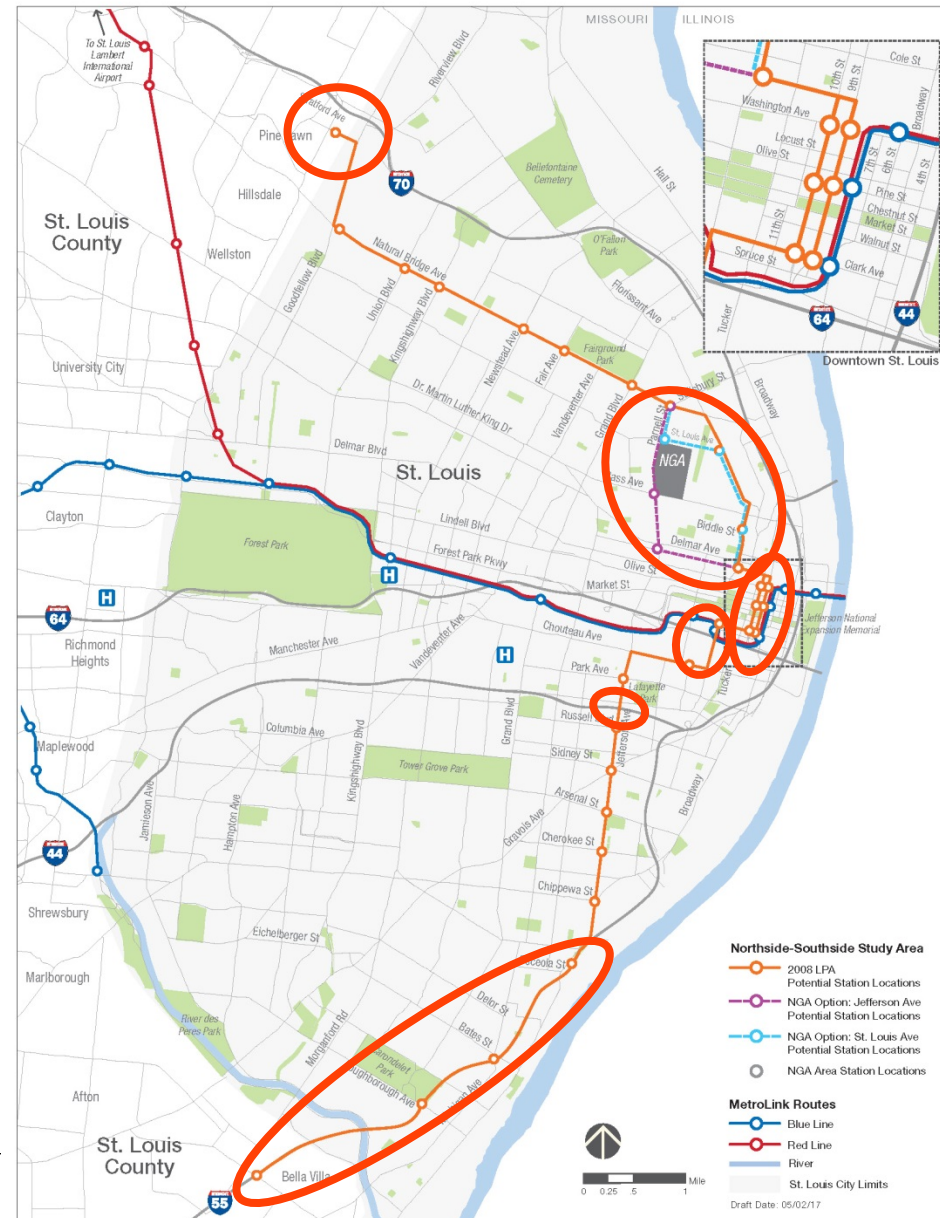 MISSOURI
ILLINOIS
To St. Louis
Lambert
International
Airport
Riverview Blvd
Cole St
10th St
9th St
Broadway
Washington Ave
Locust St
Olive St
7th St
6th St
4th St
Pine St
Chestnut St
Market St
11th St
Walnut St
Spruce St
Clark Ave
Tucker
64
44
Downtown St. Louis
Pine Lawn
Hillsdale
70
Bellefontaine
Cemetery
Hall St
St. Louis
County
Wellston
Goodfellow Blvd
Natural Bridge Ave
Union Blvd
Kingshighway Blvd
O'Fallon
Park
Florissant Ave
University City
Newstead Ave
Fair Ave
Fairground
Park
Vandeventer Ave
Grand Blvd
Dr. Martin Luther King Dr
Broadway
Parnell St
St. Louis Ave
NGA
Delmar Blvd
St. Louis
Biddle St
Delmar Ave
Olive St
Clayton
Lindell Blvd
Forest Park
Forest Park Pkwy
Market St
H
H
64
Jefferson National
Expansion Memorial
Richmond
Heights
Manchester Ave
Vandeventer Ave
Chouteau Ave
H
Park Ave
Lafayette
Park
Tucker
Grand Blvd
Russell Blvd
Jefferson Ave
Columbia Ave
Maplewood
Kingshighway Blvd
Sidney St
Tower Grove Park
Broadway
Jamieson Ave
Hampton Ave
Gravois Ave
Arsenal St
Cherokee St
44
Chippewa St
Shrewsbury
Eichelberger St
Marlborough
Delor St
Bates St
River des
Peres Park
Morganford Rd
Carondelet
Park
Loughborough Ave
Afton
St. Louis
County
Bella Villa
55
Northside-Southside Study Area
2008 LPA
Potential Station Locations
NGA Option: Jefferson Ave
Potential Station Locations
NGA Option: St. Louis Ave
Potential Station Locations
NGA Area Station Locations
MetroLink Routes
Blue Line
Red Line
River
St. Louis City Limits
0 0.25 .5 1 Mile
Draft Date: 05/02/17